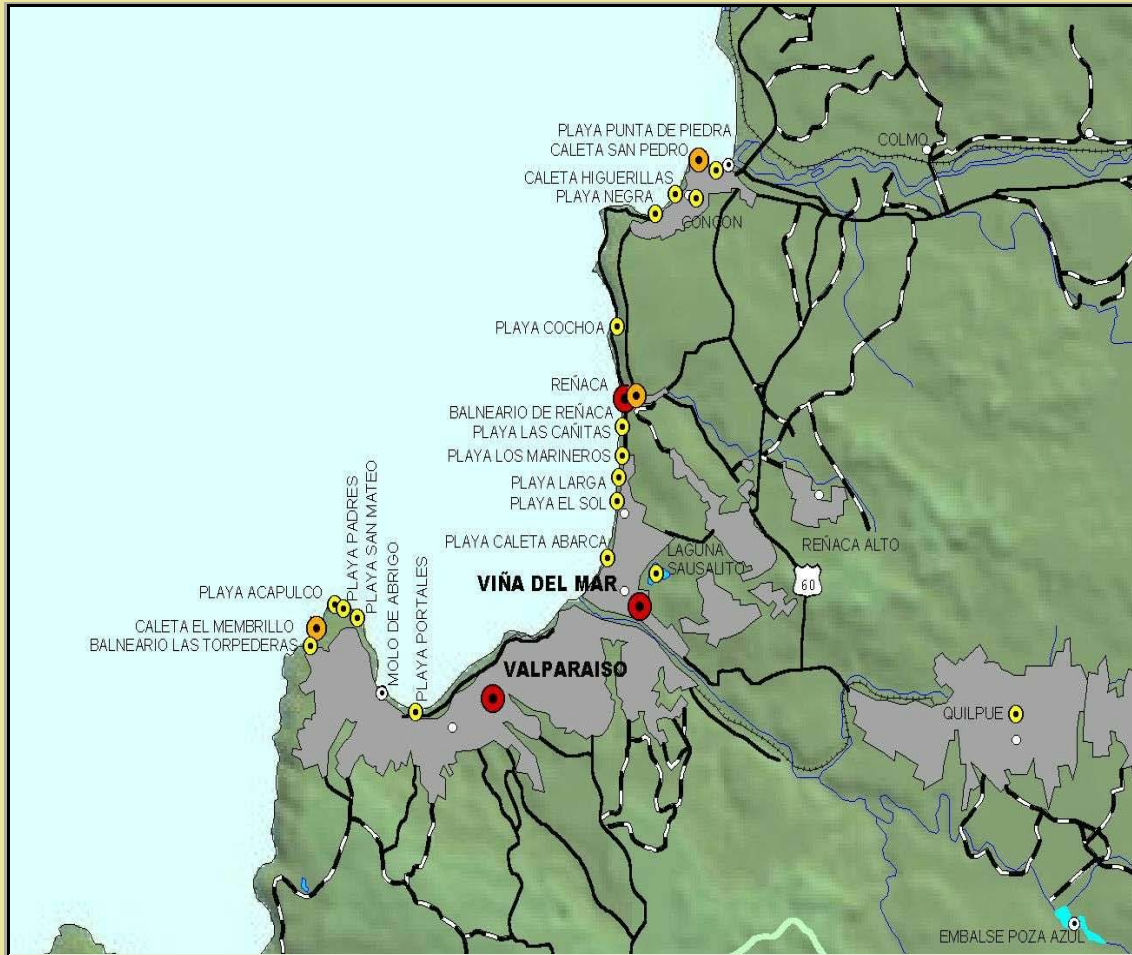 PLAYA PUNTA DE PIEDRA
CALETA SAN PEDRO
COLMO
CALETA HIGUERILLAS
PLAYA NEGRA
CONCON
PLAYA COCHOA
REÑACA
BALNEARIO DE REÑACA
PLAYA LAS CAÑITAS
PLAYA LOS MARINEROS
PLAYA LARGA
PLAYA EL SOL
PLAYA CALETA ABARCA
LAGUNA
SAUSALITO
REÑACA ALTO
VIÑA DEL MAR
60
PLAYA PADRES
PLAYA SAN MATEO
PLAYA ACAPULCO
CALETA EL MEMBRILLO
BALNEARIO LAS TORPEDERAS
MOLO DE ABRIGO
PLAYA PORTALES
VALPARAISO
QUILPUE
EMBALSE POZA AZUL